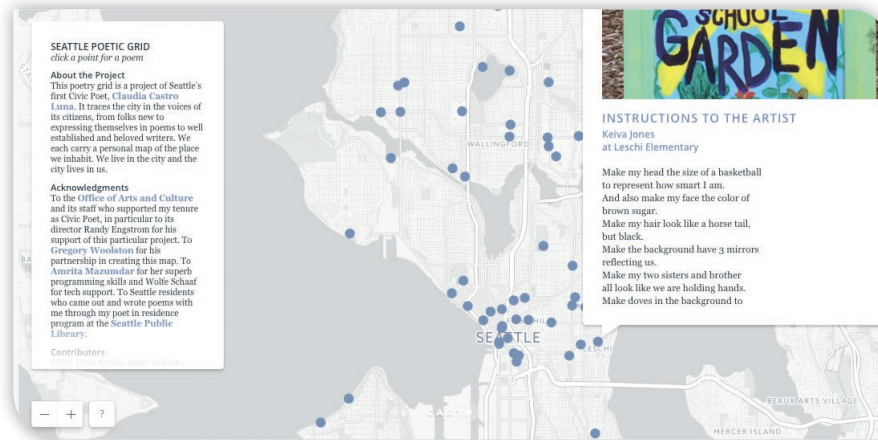 SEATTLE POETIC GRID
click a point for a poem
About the Project
This poetry grid is a project of Seattle's
first Civic Poet, Claudia Castro
Luna. It traces the city in the voices of
its citizens, from folks new to
expressing themselves in poems to well
established and beloved writers. We
each carry a personal map of the place
we inhabit. We live in the city and the
city lives in us.
Acknowledgments
To the Office of Arts and Culture
and its staff who supported my tenure
as Civic Poet, in particular to its
director Randy Engstrom for his
support of this particular project. To
Gregory Woolston for his
partnership in creating this map. To
Amrita Mazumdar for her superb
programming skills and Wolfe Schaaf
for tech support. To Seattle residents
who came out and wrote poems with
me through my poet in residence
program at the Seattle Public
Library.
Contributors
− + ?
WALLINGFORD
SEATTLE
LESCHI
CARTO
BEAUX ARTS VILLAGE
MERCER ISLAND
SCHOOL
GARDEN
INSTRUCTIONS TO THE ARTIST
Keiva Jones
at Leschi Elementary
Make my head the size of a basketball
to represent how smart I am.
And also make my face the color of
brown sugar.
Make my hair look like a horse tail,
but black.
Make the background have 3 mirrors
reflecting us.
Make my two sisters and brother
all look like we are holding hands.
Make doves in the background to